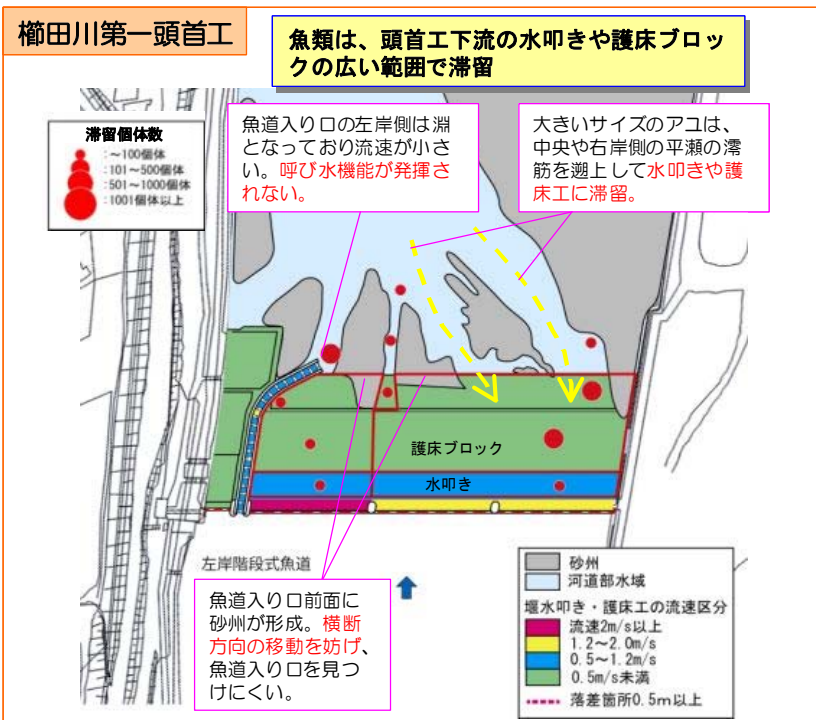 櫛田川第一頭首工
魚類は、頭首工下流の水叩きや護床ブロッ
クの広い範囲で滞留
滞留個体数
：～100個体
：101～500個体
：501～1000個体
：1001個体以上
魚道入り口の左岸側は淵
となっており流速が小さ
い。呼び水機能が発揮さ
れない。
大きいサイズのアユは、
中央や右岸側の平瀬の澪
筋を遡上して水叩きや護
床工に滞留。
護床ブロック
水叩き
左岸階段式魚道
魚道入り口前面に
砂州が形成。横断
方向の移動を妨げ、
魚道入り口を見つ
けにくい。
砂州
河道部水域
堰水叩き・護床工の流速区分
流速2m/s以上
1.2～2.0m/s
0.5～1.2m/s
0.5m/s未満
落差箇所0.5m以上